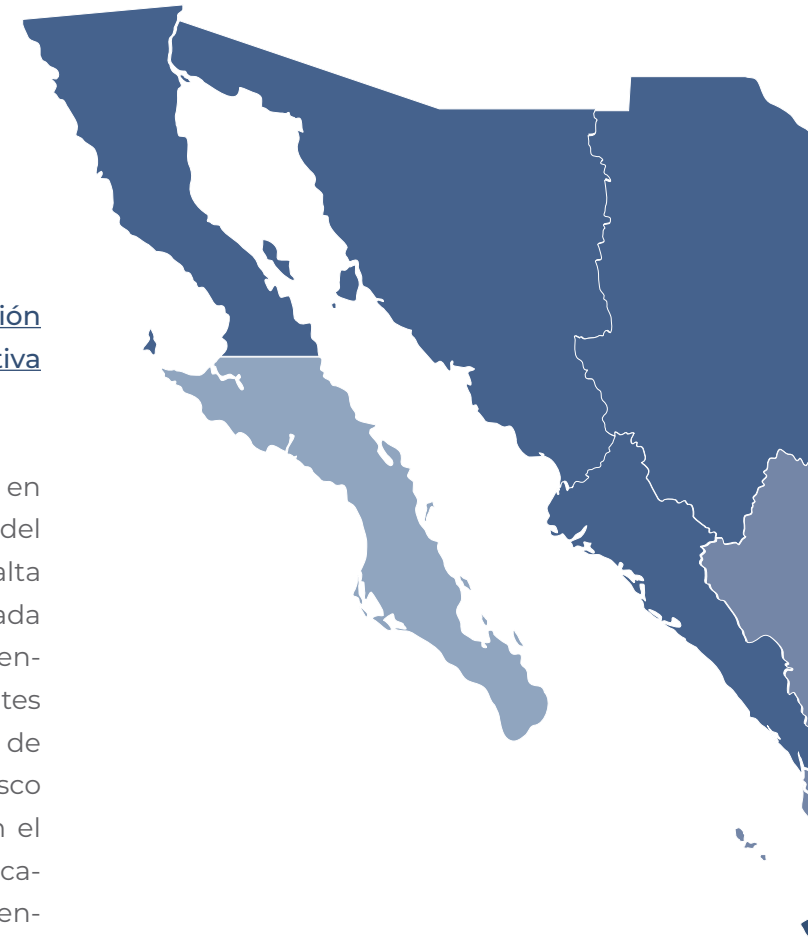 ión
tiva
en
del
alta
ada
en-
tes
de
sco
n el
ca-
en-